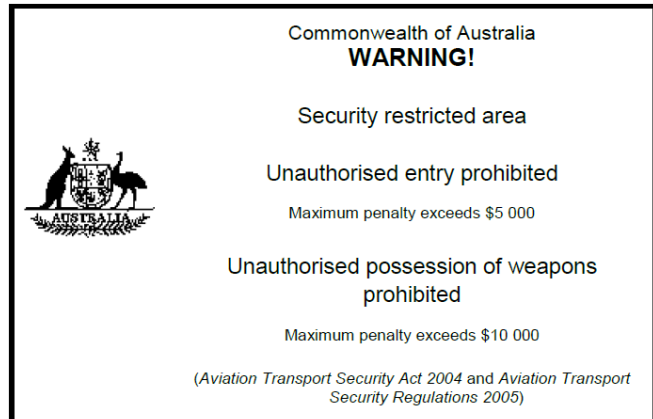 Commonwealth of Australia
WARNING!
Security restricted area
Unauthorised entry prohibited
Maximum penalty exceeds $5 000
AUSTRALIA
Unauthorised possession of weapons
prohibited
Maximum penalty exceeds $10 000
(Aviation Transport Security Act 2004 and Aviation Transport
Security Regulations 2005)